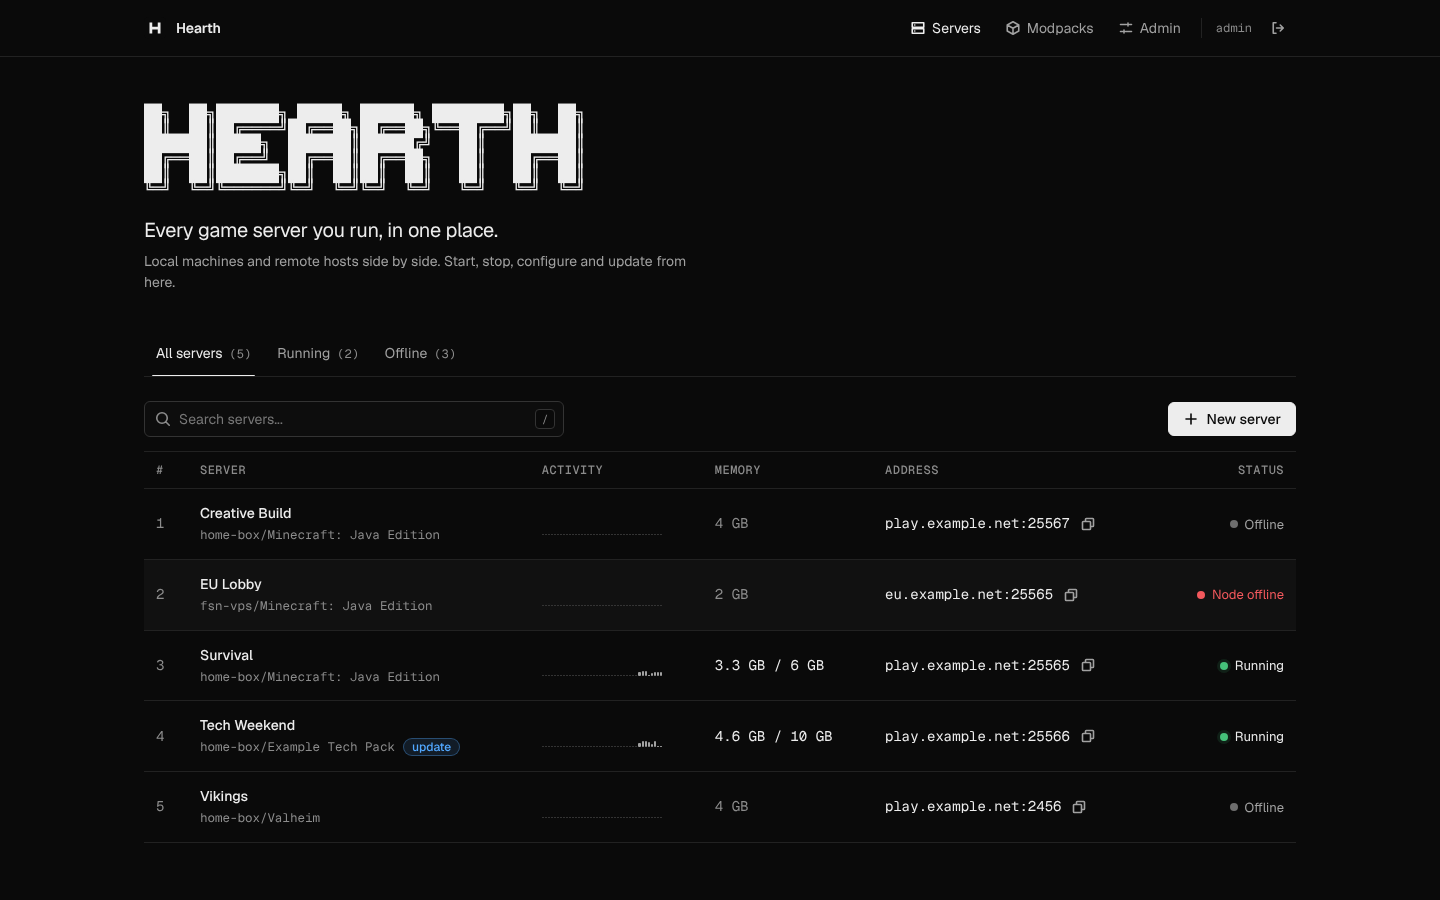 H Hearth
Servers Modpacks Admin admin
HEARTH
Every game server you run, in one place.
Local machines and remote hosts side by side. Start, stop, configure and update from
here.
All servers (5) Running (2) Offline (3)
Search servers... /
+ New server
# SERVER ACTIVITY MEMORY ADDRESS STATUS
1 Creative Build 4 GB play.example.net:25567 Offline
home-box/Minecraft: Java Edition
2 EU Lobby 2 GB eu.example.net:25565 Node offline
fsn-vps/Minecraft: Java Edition
3 Survival 3.3 GB / 6 GB play.example.net:25565 Running
home-box/Minecraft: Java Edition
4 Tech Weekend 4.6 GB / 10 GB play.example.net:25566 Running
home-box/Example Tech Pack update
5 Vikings 4 GB play.example.net:2456 Offline
home-box/Valheim